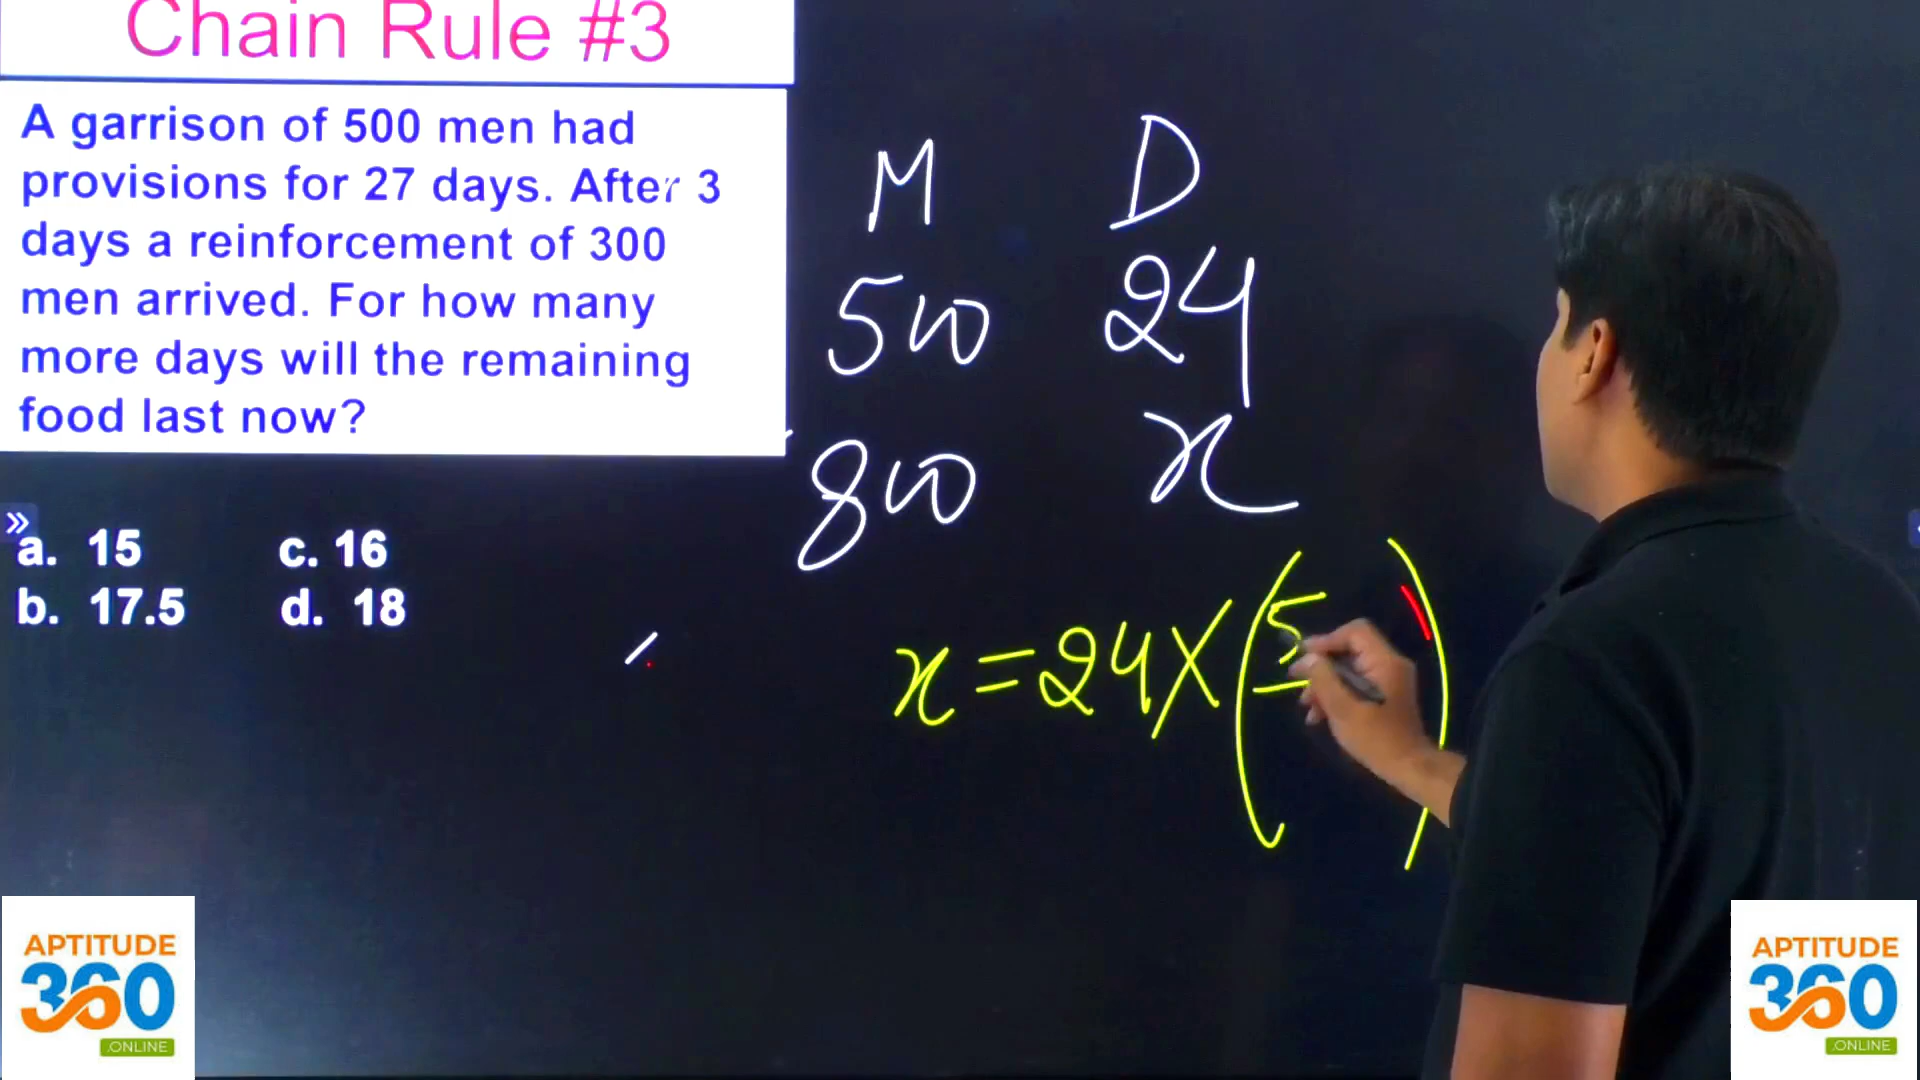 Chain Rule #3
A garrison of 500 men had
provisions for 27 days. After 3
days a reinforcement of 300
men arrived. For how many
more days will the remaining
food last now?
a. 15
c. 16
b. 17.5
d. 18
M D
500 24
800 x
x = 24 × ( 5 )
APTITUDE
360
.ONLINE
APTITUDE
360
.ONLINE